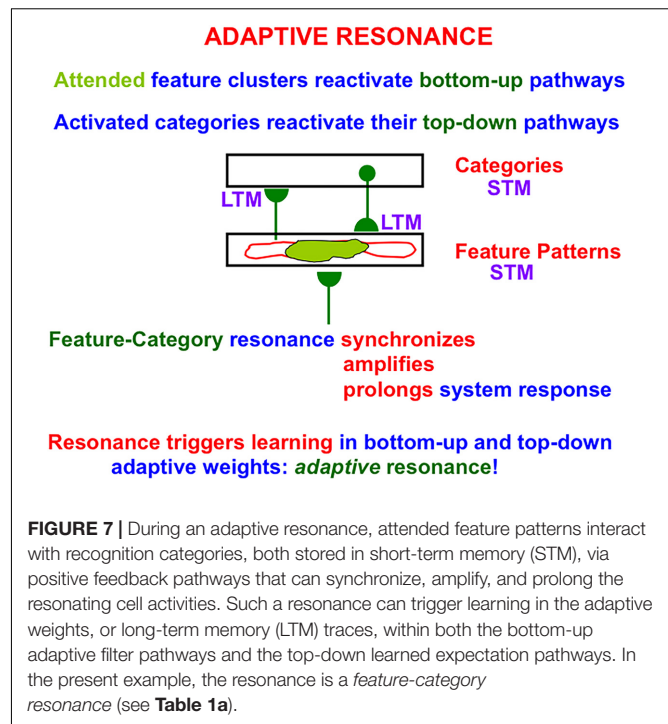 ADAPTIVE RESONANCE
Attended feature clusters reactivate bottom-up pathways
Activated categories reactivate their top-down pathways
Categories
STM
LTM
LTM
Feature Patterns
STM
Feature-Category resonance synchronizes
amplifies
prolongs system response
Resonance triggers learning in bottom-up and top-down
adaptive weights: adaptive resonance!
FIGURE 7 | During an adaptive resonance, attended feature patterns interact
with recognition categories, both stored in short-term memory (STM), via
positive feedback pathways that can synchronize, amplify, and prolong the
resonating cell activities. Such a resonance can trigger learning in the adaptive
weights, or long-term memory (LTM) traces, within both the bottom-up
adaptive filter pathways and the top-down learned expectation pathways. In
the present example, the resonance is a feature-category
resonance (see Table 1a).